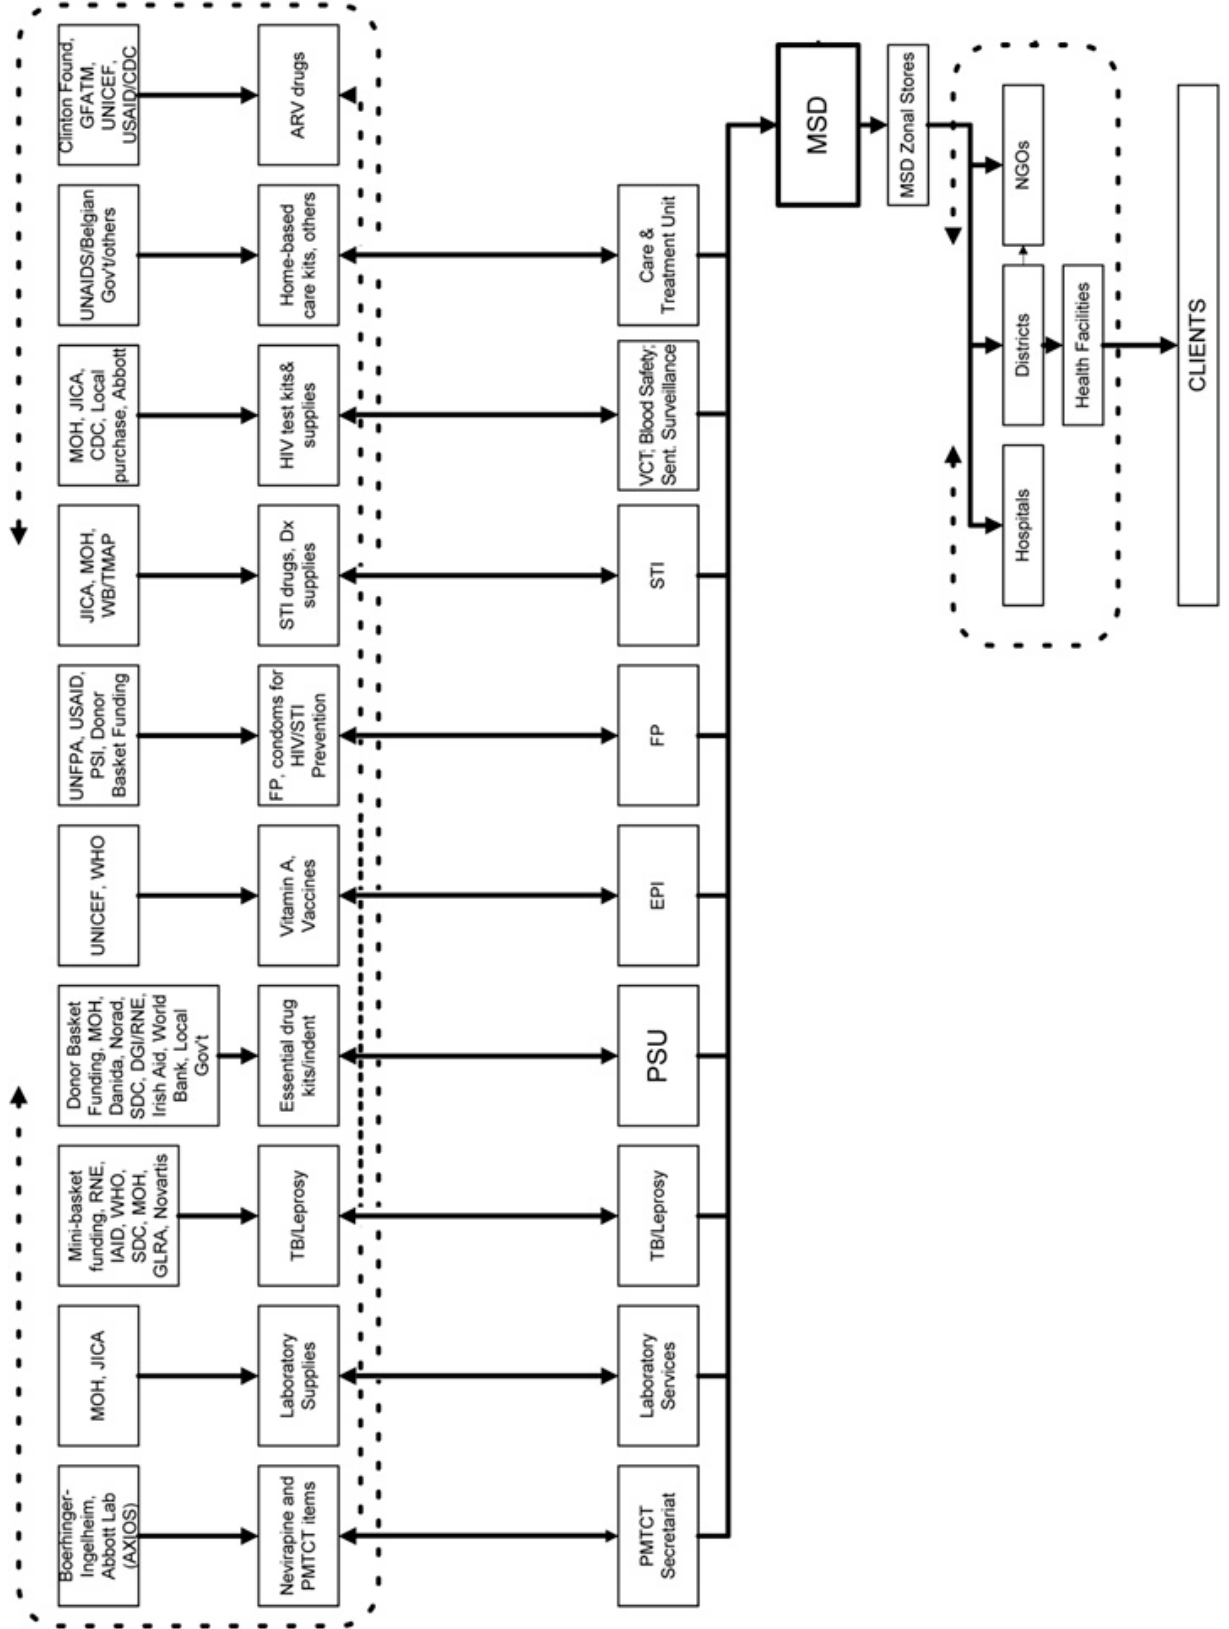 Boerhinger-
Ingelheim,
Abbott Lab
(AXIOS)
MOH, JICA
Mini-basket
funding, RNE,
IAID, WHO,
SDC, MOH,
GLRA, Novartis
Donor Basket
Funding, MOH,
Danida, Norad,
SDC, DGI/RNE,
Irish Aid, World
Bank, Local
Gov't
UNICEF, WHO
UNFPA, USAID,
PSI, Donor
Basket Funding
JICA, MOH,
WB/TMAP
MOH, JICA,
CDC, Local
purchase, Abbott
UNAIDS/Belgian
Gov't/others
Clinton Found,
GFATM,
UNICEF,
USAID/CDC
Nevirapine and
PMTCT items
Laboratory
Supplies
TB/Leprosy
Essential drug
kits/indent
Vitamin A,
Vaccines
FP, condoms for
HIV/STI
Prevention
STI drugs, Dx
supplies
HIV test kits&
supplies
Home-based
care kits, others
ARV drugs
PMTCT
Secretariat
Laboratory
Services
TB/Leprosy
PSU
EPI
FP
STI
VCT; Blood Safety;
Sent. Surveillance
Care &
Treatment Unit
MSD
MSD Zonal Stores
Hospitals
Districts
NGOs
Health Facilities
CLIENTS